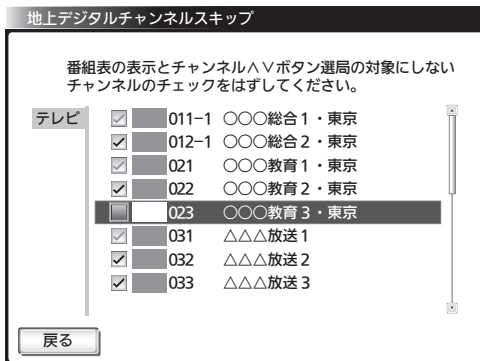 地上デジタルチャンネルスキップ
番組表の表示とチャンネル∧∨ボタン選局の対象にしない
チャンネルのチェックをはずしてください。
テレビ
011−1 ○○○総合1・東京
012−1 ○○○総合2・東京
021 ○○○教育1・東京
022 ○○○教育2・東京
023 ○○○教育3・東京
031 △△△放送1
032 △△△放送2
033 △△△放送3
戻る